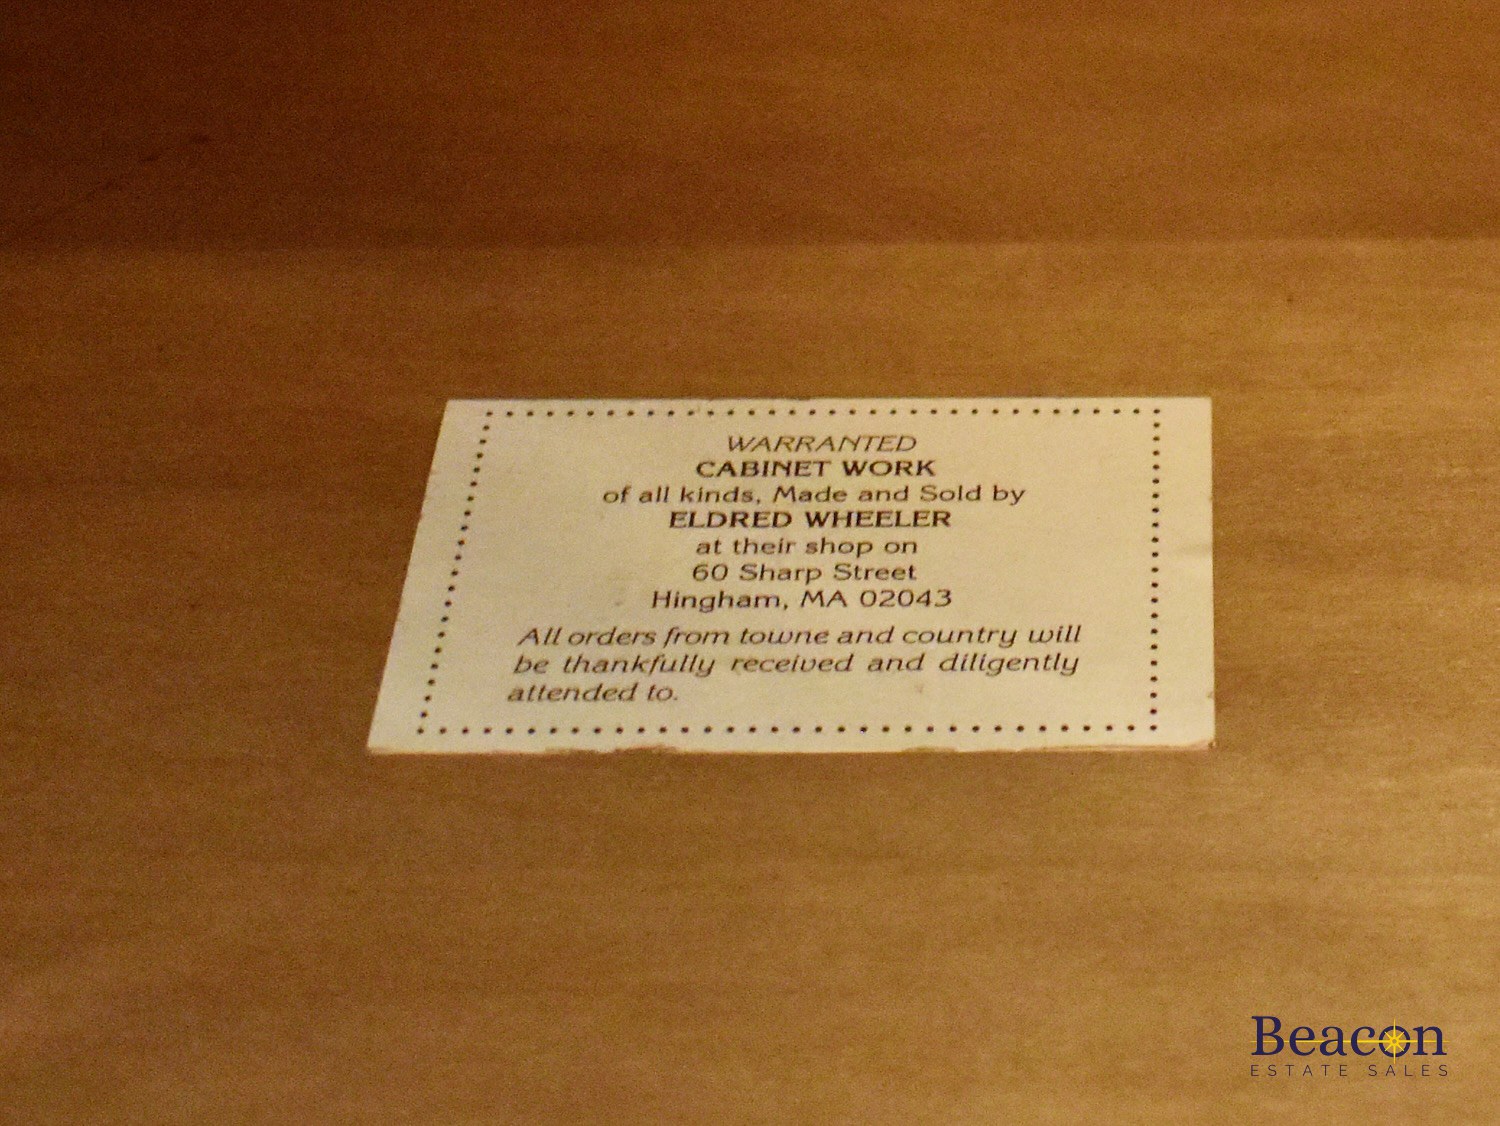 WARRANTED
CABINET WORK
of all kinds, Made and Sold by
ELDRED WHEELER
at their shop on
60 Sharp Street
Hingham, MA 02043
All orders from towne and country will
be thankfully received and diligently
attended to.
Beacon
ESTATE SALES